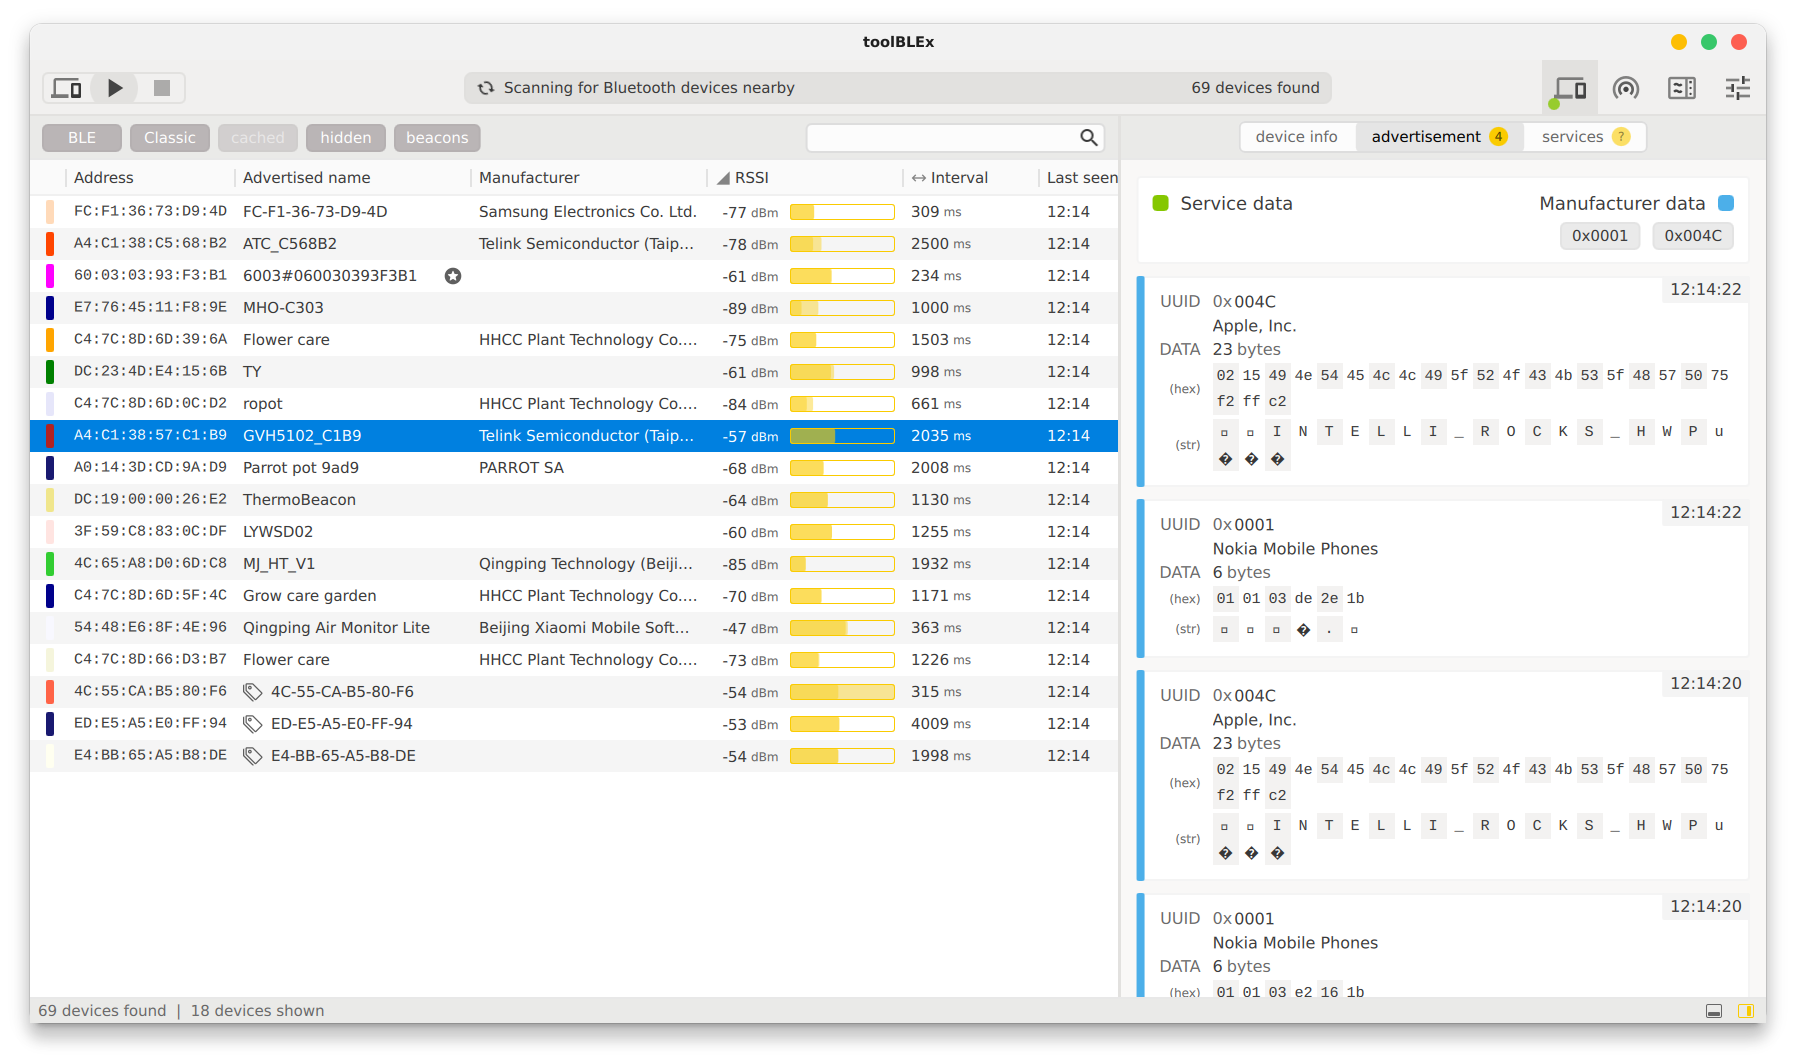 toolBLEx
Scanning for Bluetooth devices nearby 69 devices found
BLE Classic cached hidden beacons
device info advertisement 4 services ?
Address Advertised name Manufacturer RSSI Interval Last seen
FC:F1:36:73:D9:4D FC-F1-36-73-D9-4D Samsung Electronics Co. Ltd. -77 dBm 309 ms 12:14
A4:C1:38:C5:68:B2 ATC_C568B2 Telink Semiconductor (Taip... -78 dBm 2500 ms 12:14
60:03:03:93:F3:B1 6003#060030393F3B1 -61 dBm 234 ms 12:14
E7:76:45:11:F8:9E MHO-C303 -89 dBm 1000 ms 12:14
C4:7C:8D:6D:39:6A Flower care HHCC Plant Technology Co.... -75 dBm 1503 ms 12:14
DC:23:4D:E4:15:6B TY -61 dBm 998 ms 12:14
C4:7C:8D:6D:0C:D2 ropot HHCC Plant Technology Co.... -84 dBm 661 ms 12:14
A4:C1:38:57:C1:B9 GVH5102_C1B9 Telink Semiconductor (Taip... -57 dBm 2035 ms 12:14
A0:14:3D:CD:9A:D9 Parrot pot 9ad9 PARROT SA -68 dBm 2008 ms 12:14
DC:19:00:00:26:E2 ThermoBeacon -64 dBm 1130 ms 12:14
3F:59:C8:83:0C:DF LYWSD02 -60 dBm 1255 ms 12:14
4C:65:A8:D0:6D:C8 MJ_HT_V1 Qingping Technology (Beiji... -85 dBm 1932 ms 12:14
C4:7C:8D:6D:5F:4C Grow care garden HHCC Plant Technology Co.... -70 dBm 1171 ms 12:14
54:48:E6:8F:4E:96 Qingping Air Monitor Lite Beijing Xiaomi Mobile Soft... -47 dBm 363 ms 12:14
C4:7C:8D:66:D3:B7 Flower care HHCC Plant Technology Co.... -73 dBm 1226 ms 12:14
4C:55:CA:B5:80:F6 4C-55-CA-B5-80-F6 -54 dBm 315 ms 12:14
ED:E5:A5:E0:FF:94 ED-E5-A5-E0-FF-94 -53 dBm 4009 ms 12:14
E4:BB:65:A5:B8:DE E4-BB-65-A5-B8-DE -54 dBm 1998 ms 12:14
Service data Manufacturer data
0x0001 0x004C
12:14:22
UUID 0x004C
Apple, Inc.
DATA 23 bytes
(hex) 02 15 49 4e 54 45 4c 4c 49 5f 52 4f 43 4b 53 5f 48 57 50 75
f2 ff c2
(str) ▯ ▯ I N T E L L I _ R O C K S _ H W P u
� � �
12:14:22
UUID 0x0001
Nokia Mobile Phones
DATA 6 bytes
(hex) 01 01 03 de 2e 1b
(str) ▯ ▯ ▯ � . ▯
12:14:20
UUID 0x004C
Apple, Inc.
DATA 23 bytes
(hex) 02 15 49 4e 54 45 4c 4c 49 5f 52 4f 43 4b 53 5f 48 57 50 75
f2 ff c2
(str) ▯ ▯ I N T E L L I _ R O C K S _ H W P u
� � �
12:14:20
UUID 0x0001
Nokia Mobile Phones
DATA 6 bytes
(hex) 01 01 03 e2 16 1b
69 devices found | 18 devices shown